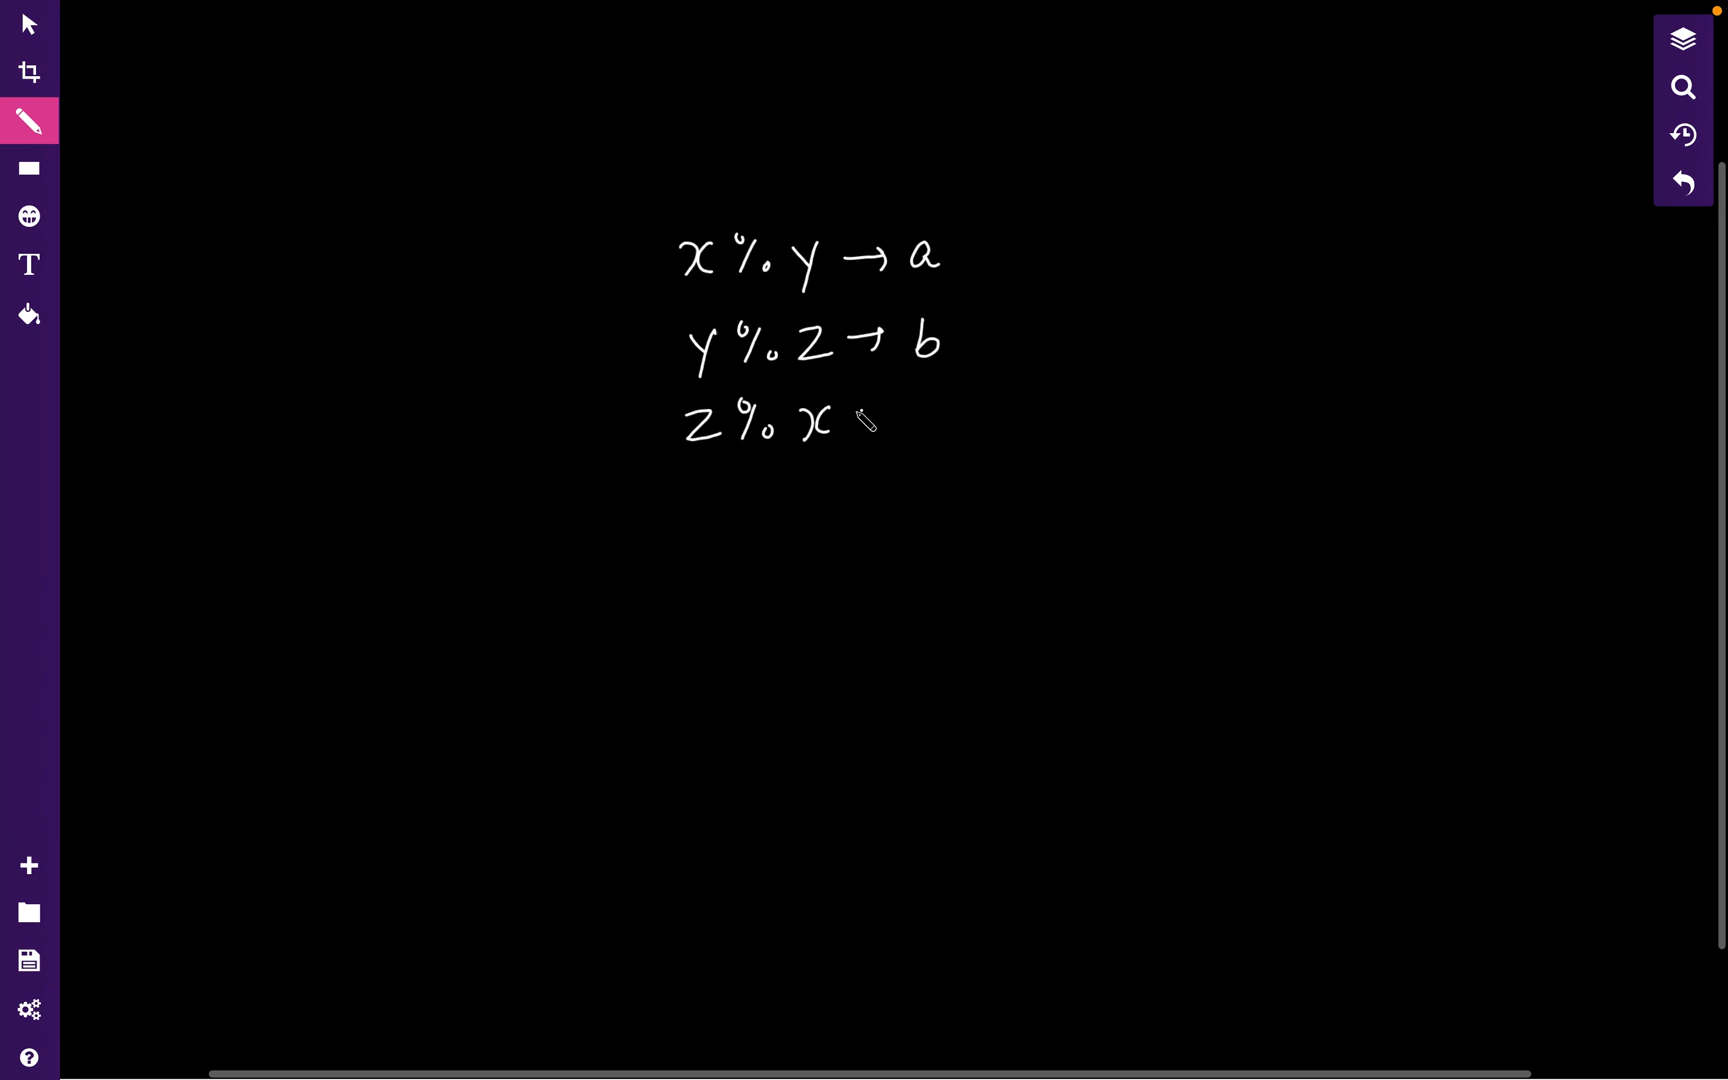 x % y → a
y % z → b
z % x